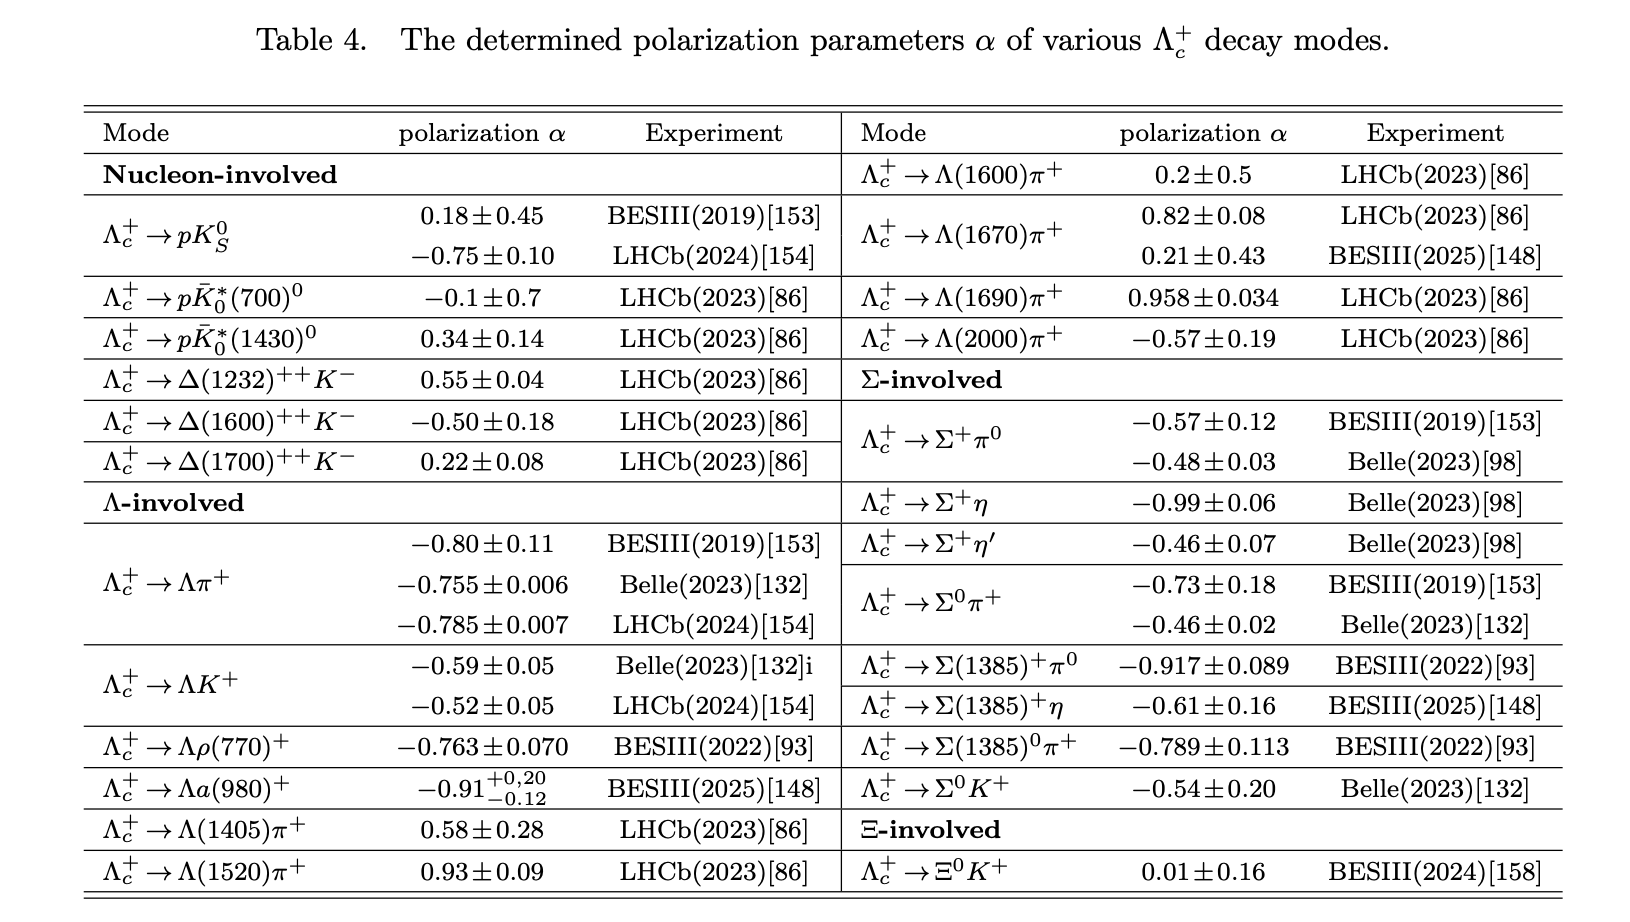 Table 4. The determined polarization parameters α of various Λc+ decay modes.
Mode polarization α Experiment Mode polarization α Experiment
Nucleon-involved Λc+ → Λ(1600)π+ 0.2±0.5 LHCb(2023)[86]
Λc+ → pKS0 0.18±0.45 BESIII(2019)[153] Λc+ → Λ(1670)π+ 0.82±0.08 LHCb(2023)[86]
−0.75±0.10 LHCb(2024)[154] 0.21±0.43 BESIII(2025)[148]
Λc+ → pK̄0*(700)0 −0.1±0.7 LHCb(2023)[86] Λc+ → Λ(1690)π+ 0.958±0.034 LHCb(2023)[86]
Λc+ → pK̄0*(1430)0 0.34±0.14 LHCb(2023)[86] Λc+ → Λ(2000)π+ −0.57±0.19 LHCb(2023)[86]
Λc+ → Δ(1232)++K− 0.55±0.04 LHCb(2023)[86] Σ-involved
Λc+ → Δ(1600)++K− −0.50±0.18 LHCb(2023)[86] Λc+ → Σ+π0 −0.57±0.12 BESIII(2019)[153]
Λc+ → Δ(1700)++K− 0.22±0.08 LHCb(2023)[86] −0.48±0.03 Belle(2023)[98]
Λ-involved Λc+ → Σ+η −0.99±0.06 Belle(2023)[98]
Λc+ → Λπ+ −0.80±0.11 BESIII(2019)[153] Λc+ → Σ+η′ −0.46±0.07 Belle(2023)[98]
−0.755±0.006 Belle(2023)[132] Λc+ → Σ0π+ −0.73±0.18 BESIII(2019)[153]
−0.785±0.007 LHCb(2024)[154] −0.46±0.02 Belle(2023)[132]
Λc+ → ΛK+ −0.59±0.05 Belle(2023)[132]i Λc+ → Σ(1385)+π0 −0.917±0.089 BESIII(2022)[93]
−0.52±0.05 LHCb(2024)[154] Λc+ → Σ(1385)+η −0.61±0.16 BESIII(2025)[148]
Λc+ → Λρ(770)+ −0.763±0.070 BESIII(2022)[93] Λc+ → Σ(1385)0π+ −0.789±0.113 BESIII(2022)[93]
Λc+ → Λa(980)+ −0.91+0,20−0.12 BESIII(2025)[148] Λc+ → Σ0K+ −0.54±0.20 Belle(2023)[132]
Λc+ → Λ(1405)π+ 0.58±0.28 LHCb(2023)[86] Ξ-involved
Λc+ → Λ(1520)π+ 0.93±0.09 LHCb(2023)[86] Λc+ → Ξ0K+ 0.01±0.16 BESIII(2024)[158]